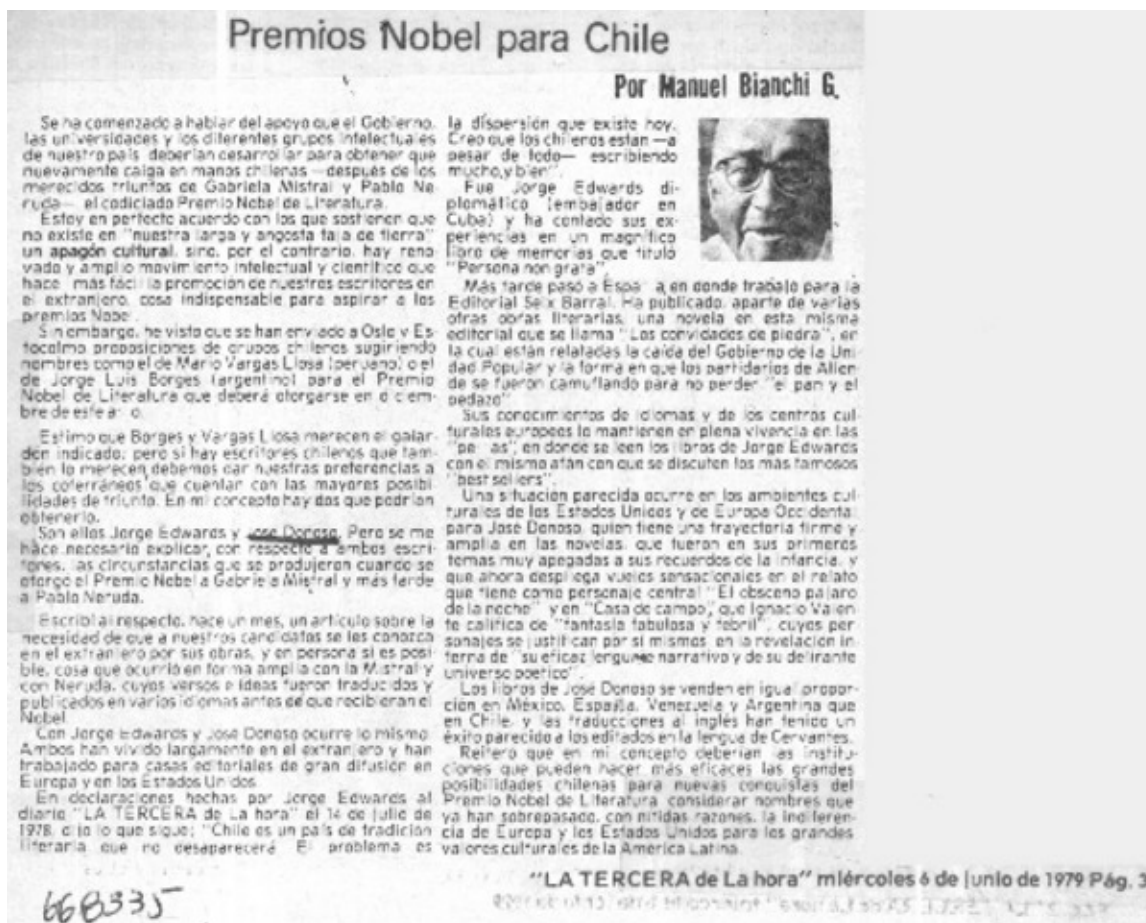 Premios Nobel para Chile
Por Manuel Bianchi G.
Se ha comenzado a hablar del apoyo que el Gobierno,
las universidades y los diferentes grupos intelectuales
de nuestro país deberían desarrollar para obtener que
nuevamente caiga en manos chilenas —después de los
merecidos triunfos de Gabriela Mistral y Pablo Ne
ruda— el codiciado Premio Nobel de Literatura.
Estoy en perfecto acuerdo con los que sostienen que
no existe en "nuestra larga y angosta faja de tierra"
un apagón cultural, sino, por el contrario, hay reno
vado y amplio movimiento intelectual y científico que
hace más fácil la promoción de nuestros escritores en
el extranjero, cosa indispensable para aspirar a los
premios Nobel.
Sin embargo, he visto que se han enviado a Oslo y Es
tocolmo proposiciones de grupos chilenos sugiriendo
nombres como el de Mario Vargas Llosa (peruano) o el
de Jorge Luis Borges (argentino) para el Premio
Nobel de Literatura que deberá otorgarse en diciem
bre de este a o.
Estimo que Borges y Vargas Llosa merecen el galar
dón indicado, pero si hay escritores chilenos que tam
bién lo merecen debemos dar nuestras preferencias a
los coterráneos que cuentan con las mayores posibi
lidades de triunfo. En mi concepto hay dos que podrían
obtenerlo.
Son ellos Jorge Edwards y José Donoso. Pero se me
hace necesario explicar, con respecto a ambos escri
tores, las circunstancias que se produjeron cuando se
otorgó el Premio Nobel a Gabriela Mistral y más tarde
a Pablo Neruda.
Escribí al respecto, hace un mes, un artículo sobre la
necesidad de que a nuestros candidatos se les conozca
en el extranjero por sus obras, y en persona si es posi
ble, cosa que ocurrió en forma amplia con la Mistral y
con Neruda, cuyos versos e ideas fueron traducidos y
publicados en varios idiomas antes de que recibieran el
Nobel.
Con Jorge Edwards y José Donoso ocurre lo mismo.
Ambos han vivido largamente en el extranjero y han
trabajado para casas editoriales de gran difusión en
Europa y en los Estados Unidos.
En declaraciones hechas por Jorge Edwards al
diario "LA TERCERA de La hora" el 14 de julio de
1978, dijo lo que sigue: "Chile es un país de tradición
literaria que no desaparecerá. El problema es
la dispersión que existe hoy.
Creo que los chilenos están —a
pesar de todo— escribiendo
mucho, y bien".
Fue Jorge Edwards di
plomático (embajador en
Cuba) y ha contado sus ex
periencias en un magnífico
libro de memorias que tituló
"Persona non grata".
Más tarde pasó a Espa a, en donde trabajó para la
Editorial Seix Barral. Ha publicado, aparte de varias
otras obras literarias, una novela en esta misma
editorial que se llama "Los convidados de piedra", en
la cual están relatadas la caída del Gobierno de la Uni
dad Popular y la forma en que los partidarios de Allen
de se fueron camuflando para no perder "el pan y el
pedazo".
Sus conocimientos de idiomas y de los centros cul
turales europeos lo mantienen en plena vivencia en las
"pe as", en donde se leen los libros de Jorge Edwards
con el mismo afán con que se discuten los más famosos
"best sellers".
Una situación parecida ocurre en los ambientes cul
turales de los Estados Unidos y de Europa Occidental
para José Donoso, quien tiene una trayectoria firme y
amplia en las novelas, que fueron en sus primeros
temas muy apegadas a sus recuerdos de la infancia, y
que ahora despliega vuelos sensacionales en el relato
que tiene como personaje central "El obsceno pájaro
de la noche" y en "Casa de campo", que Ignacio Valen
te califica de "fantasía fabulosa y febril", cuyos per
sonajes se justifican por sí mismos, en la revelación in
terna de "su eficaz lenguaje narrativo y de su delirante
universo poético".
Los libros de José Donoso se venden en igual propor
ción en México, España, Venezuela y Argentina que
en Chile, y las traducciones al inglés han tenido un
éxito parecido a los editados en la lengua de Cervantes.
Reitero que en mi concepto deberían las institu
ciones que pueden hacer más eficaces las grandes
posibilidades chilenas para nuevas conquistas del
Premio Nobel de Literatura considerar nombres que
ya han sobrepasado, con nítidas razones, la indiferen
cia de Europa y los Estados Unidos para los grandes
valores culturales de la América Latina.
"LA TERCERA de La hora" miércoles 6 de junio de 1979 Pág. 3
668335